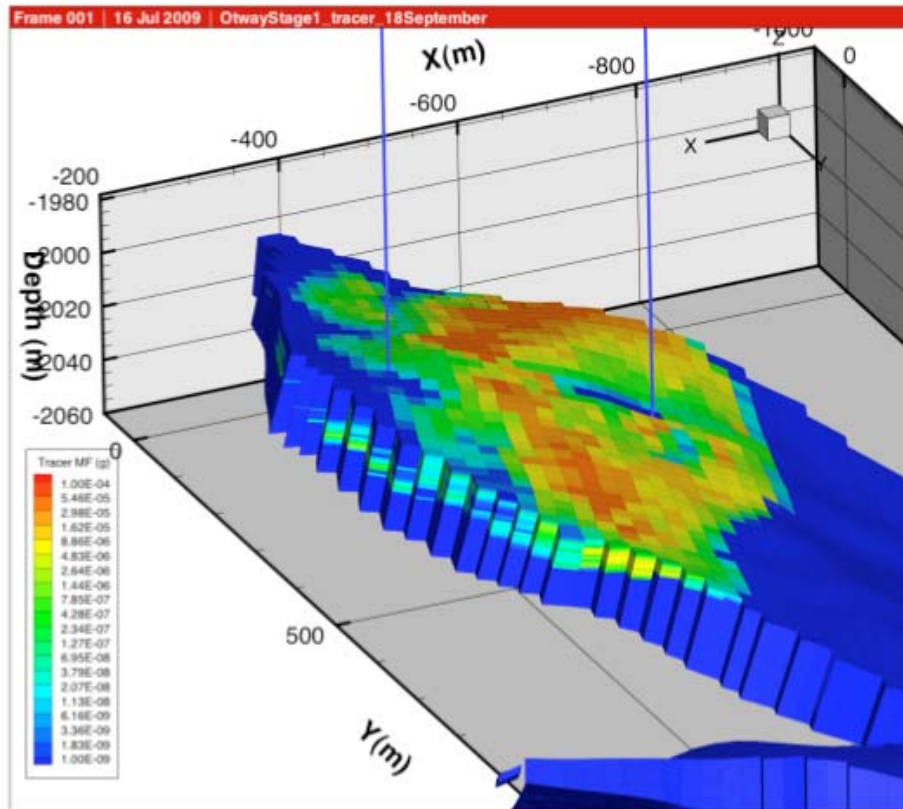 Frame 001 | 16 Jul 2009 | OtwayStage1_tracer_18September
X(m)
-1000
Z
0
-800
-600
X
Y
-400
-200
-1980
-2000
-2020
-2040
-2060
Depth (m)
0
500
Y(m)
Tracer MF (g)
1.00E-04
5.46E-05
2.98E-05
1.62E-05
8.86E-06
4.83E-06
2.64E-06
1.44E-06
7.85E-07
4.28E-07
2.34E-07
1.27E-07
6.95E-08
3.79E-08
2.07E-08
1.13E-08
6.16E-09
3.36E-09
1.83E-09
1.00E-09